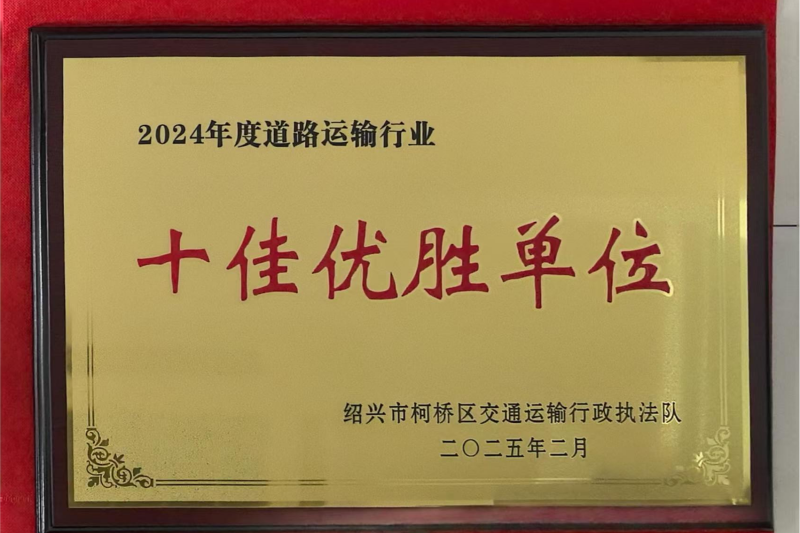 2024年度道路运输行业
十佳优胜单位
绍兴市柯桥区交通运输行政执法队
二〇二五年二月